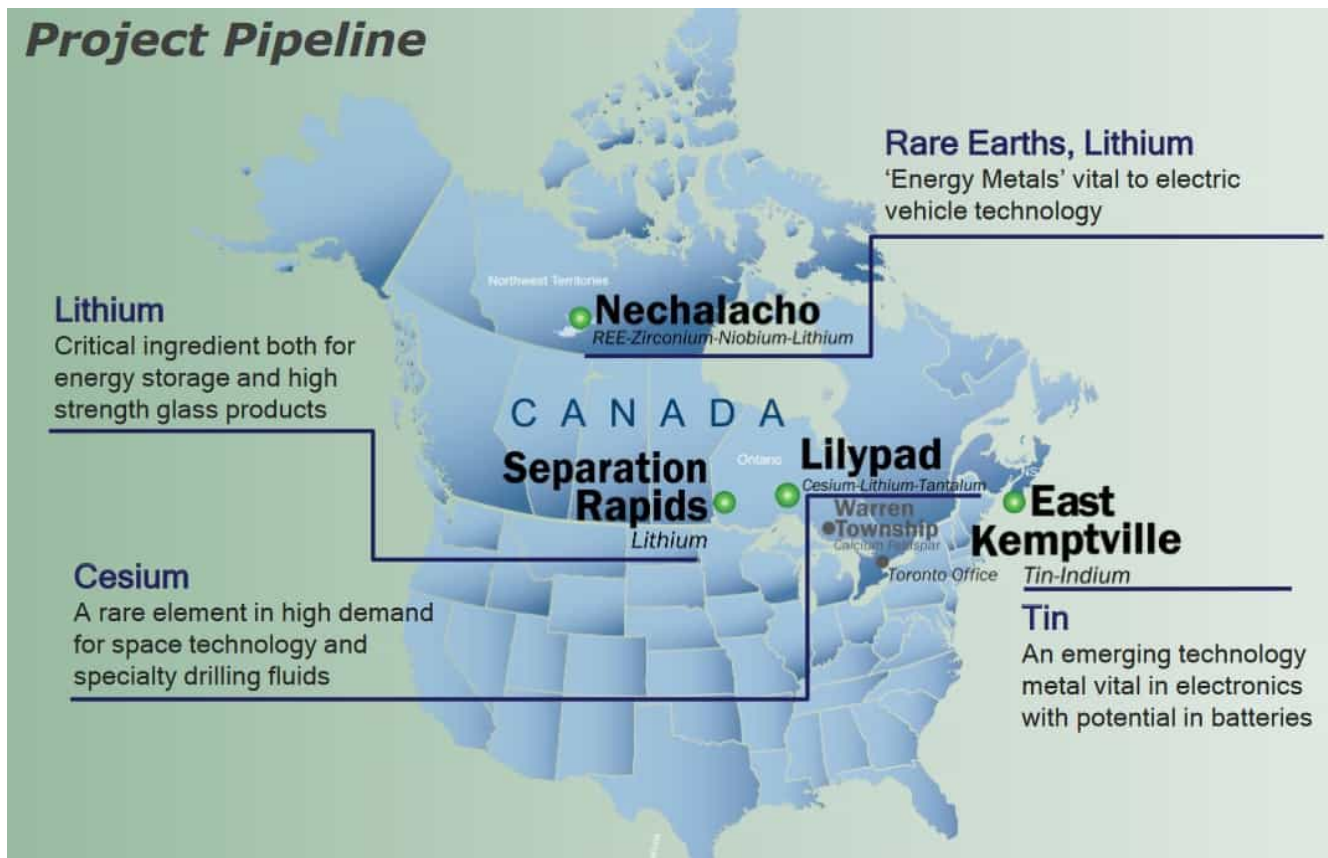 Project Pipeline
Rare Earths, Lithium
‘Energy Metals’ vital to electric
vehicle technology
Northwest Territories
Nechalacho
REE-Zirconium-Niobium-Lithium
Lithium
Critical ingredient both for
energy storage and high
strength glass products
CANADA
Separation
Rapids
Lithium
Ontario
Lilypad
Cesium-Lithium-Tantalum
Warren
Township
Calcium Feldspar
Toronto Office
East
Kemptville
Tin-Indium
Cesium
A rare element in high demand
for space technology and
specialty drilling fluids
Tin
An emerging technology
metal vital in electronics
with potential in batteries